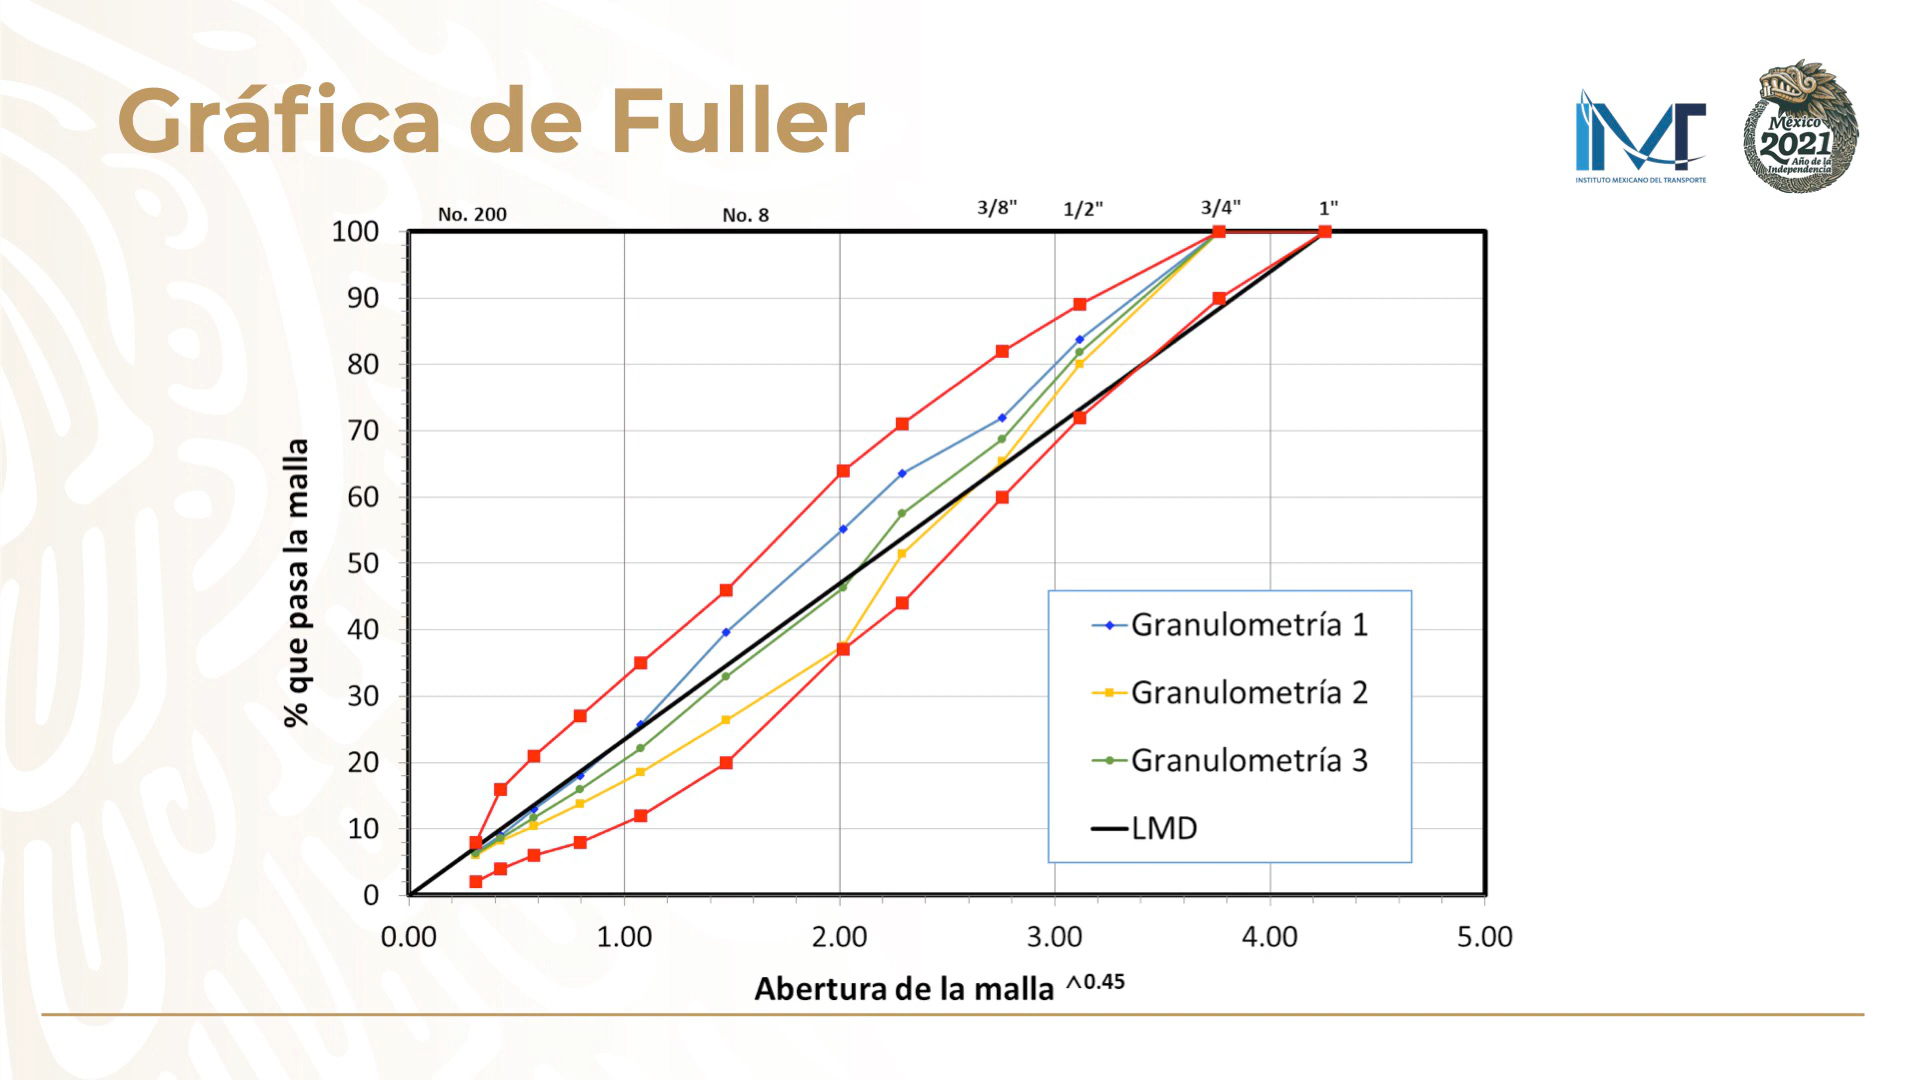 Gráfica de Fuller
INSTITUTO MEXICANO DEL TRANSPORTE
México
2021
Año de la
Independencia
No. 200
No. 8
3/8"
1/2"
3/4"
1"
100
90
80
70
60
50
40
30
20
10
0
% que pasa la malla
Granulometría 1
Granulometría 2
Granulometría 3
LMD
0.00
1.00
2.00
3.00
4.00
5.00
Abertura de la malla ^0.45